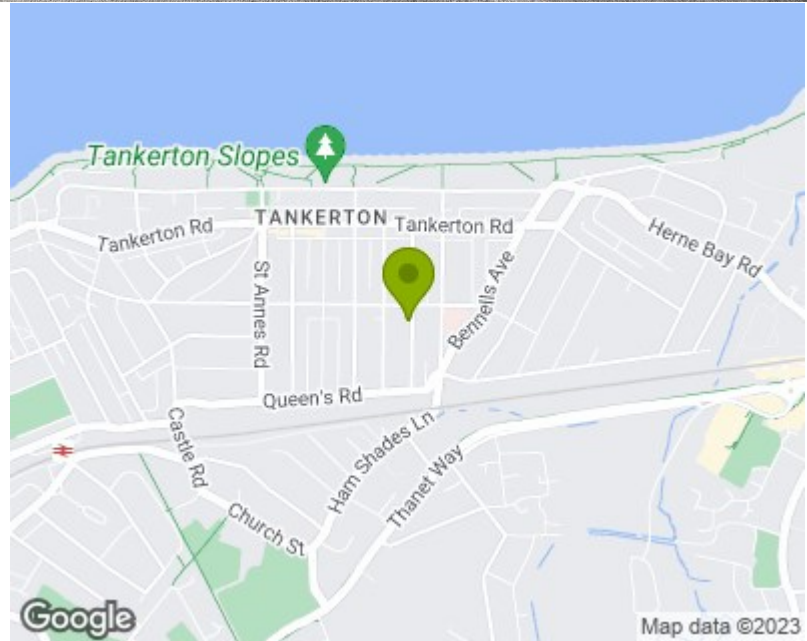 Tankerton Slopes
TANKERTON
Tankerton Rd
Tankerton Rd
Herne Bay Rd
St Annes Rd
Bennells Ave
Queen's Rd
Castle Rd
Ham Shades Ln
Thanet Way
Church St
Google
Map data ©2023